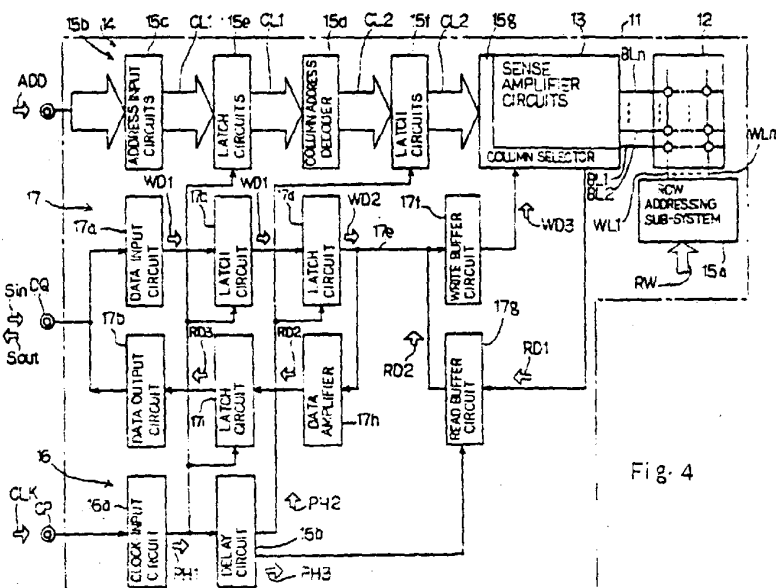 15b 14 15c CL1 15e CL1 15d CL2 15f CL2 15g 13 11 12
ADD
ADDRESS INPUT CIRCUITS
LATCH CIRCUITS
COLUMN ADDRESS DECODER
LATCH CIRCUITS
SENSE AMPLIFIER CIRCUITS
COLUMN SELECTOR
BLn
BL1
BL2
WLn
WL1
ROW ADDRESSING SUB-SYSTEM
15a
RW
17
17a WD1 17c WD1 17d WD2 17e 17f WD3
DATA INPUT CIRCUIT
LATCH CIRCUIT
LATCH CIRCUIT
WRITE BUFFER CIRCUIT
Sin DQ
Sout
17b RD3 RD2 RD2 17g RD1
DATA OUTPUT CIRCUIT
LATCH CIRCUIT
17i
DATA AMPLIFIER
17h
READ BUFFER CIRCUIT
16
16a
CLK CP
CLOCK INPUT CIRCUIT
PH1
DELAY CIRCUIT
PH2
PH3
Fig. 4